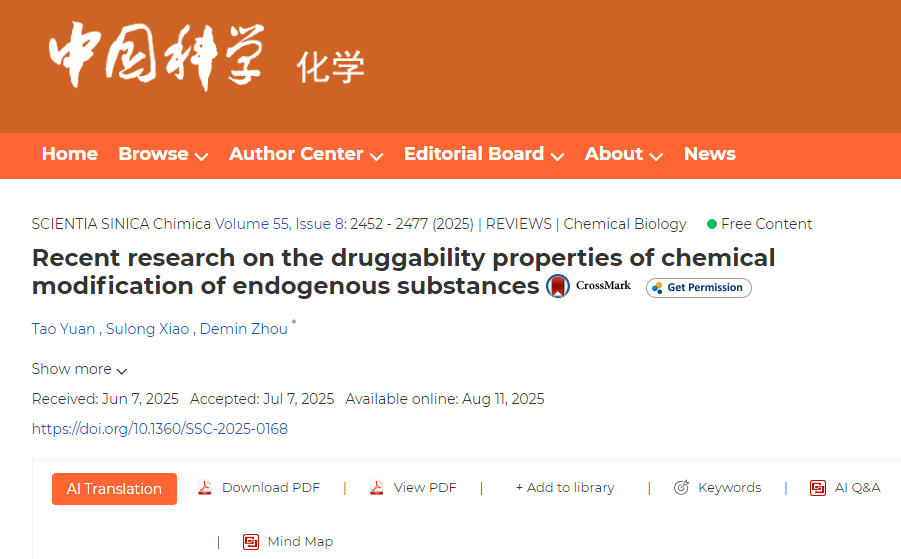 中国科学 化学
Home Browse Author Center Editorial Board About News
SCIENTIA SINICA Chimica Volume 55, Issue 8: 2452 - 2477 (2025) | REVIEWS | Chemical Biology Free Content
Recent research on the druggability properties of chemical
modification of endogenous substances CrossMark Get Permission
Tao Yuan , Sulong Xiao , Demin Zhou *
Show more
Received: Jun 7, 2025 Accepted: Jul 7, 2025 Available online: Aug 11, 2025
https://doi.org/10.1360/SSC-2025-0168
AI Translation Download PDF | View PDF | + Add to library | Keywords | AI Q&A
| Mind Map